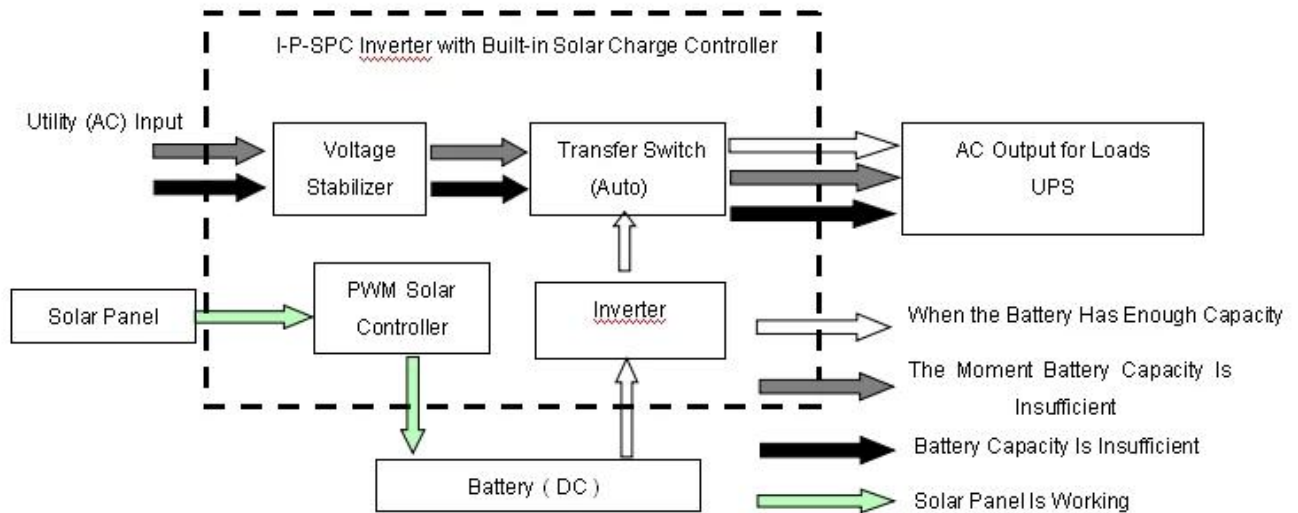 I-P-SPC Inverter with Built-in Solar Charge Controller
Utility (AC) Input
Voltage
Stabilizer
Transfer Switch
(Auto)
AC Output for Loads
UPS
Solar Panel
PWM Solar
Controller
Inverter
Battery ( DC )
When the Battery Has Enough Capacity
The Moment Battery Capacity Is
Insufficient
Battery Capacity Is Insufficient
Solar Panel Is Working